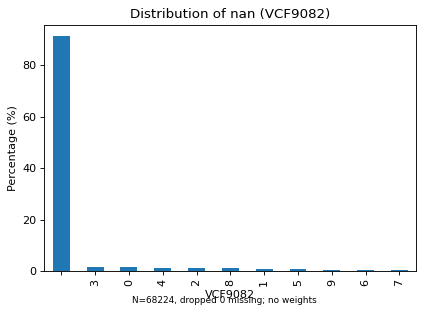 Distribution of nan (VCF9082)
Percentage (%)
80
60
40
20
0
3 0 4 2 8 1 5 9 6 7
VCF9082
N=68224, dropped 0 missing; no weights